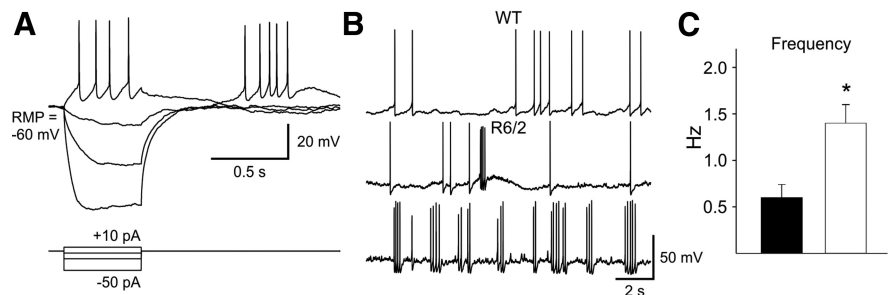 A
RMP =
-60 mV
20 mV
0.5 s
+10 pA
-50 pA
B
WT
R6/2
50 mV
2 s
C
Frequency
Hz
2.0
*
1.5
1.0
0.5